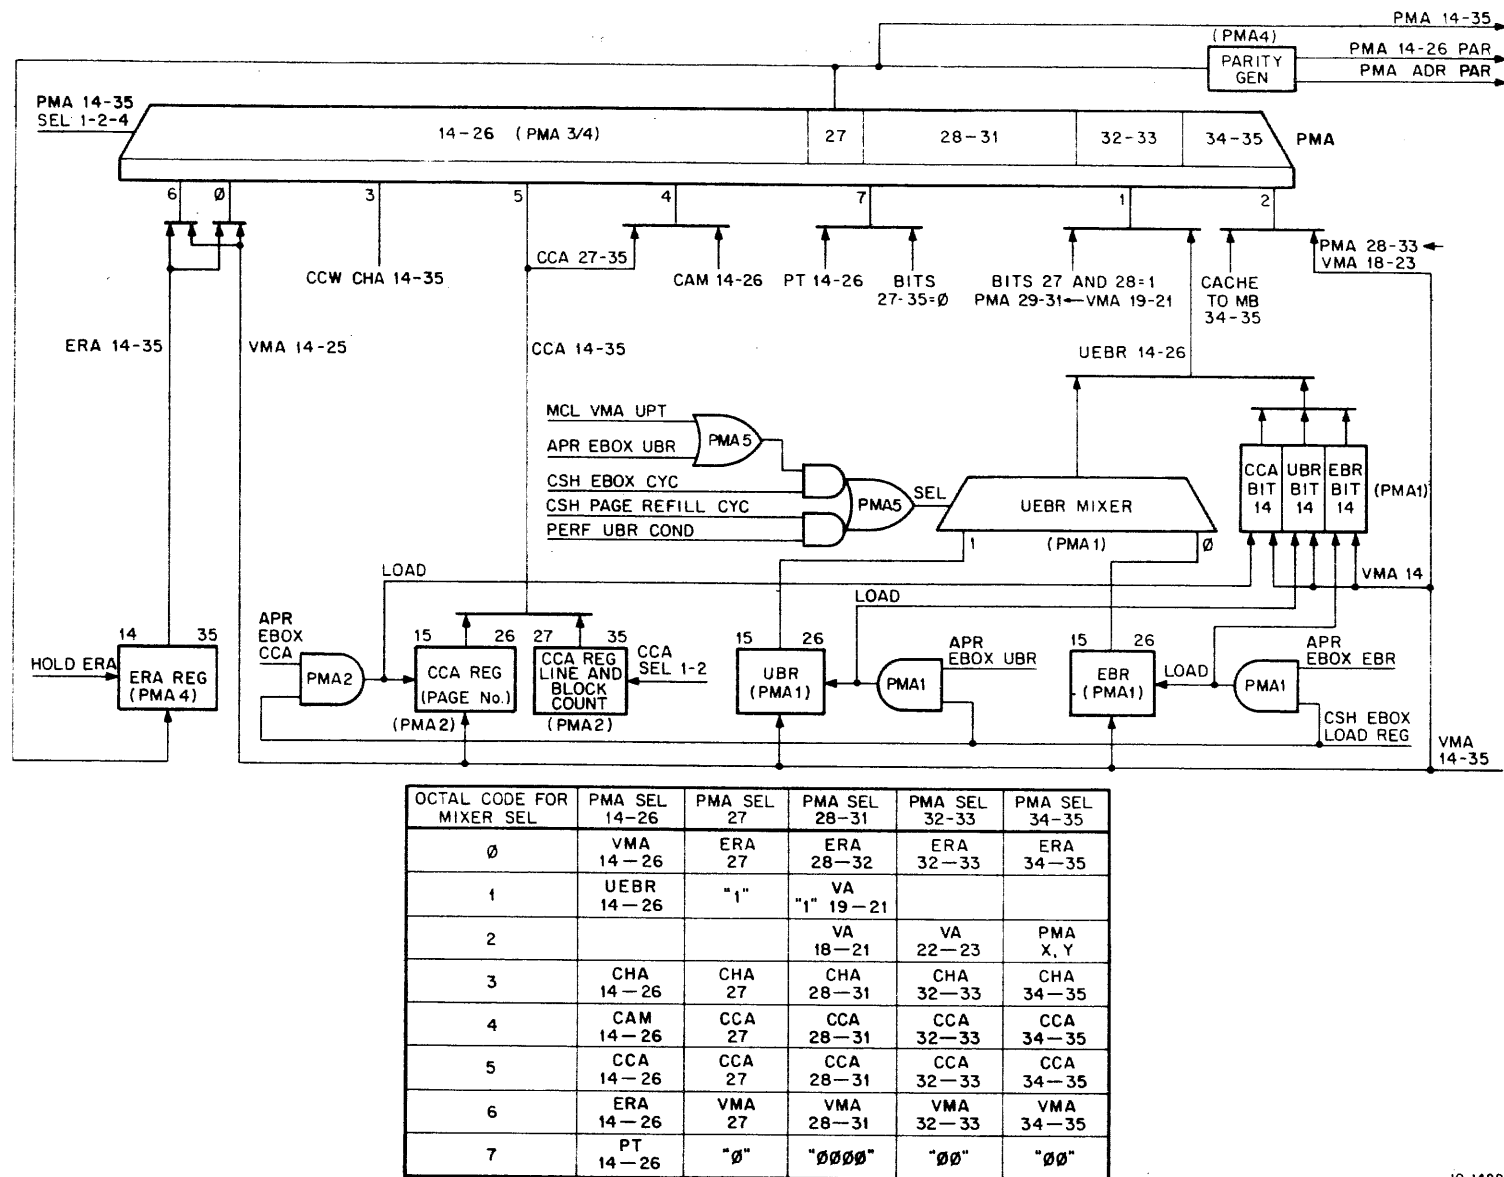 PMA 14-35
(PMA4)
PARITY
GEN
PMA 14-26 PAR
PMA ADR PAR
PMA 14-35
SEL 1-2-4
14-26 (PMA 3/4)
27
28-31
32-33
34-35
PMA
6
Ø
3
5
4
7
1
2
CCW CHA 14-35
CCA 27-35
CAM 14-26
PT 14-26
BITS
27-35=Ø
BITS 27 AND 28=1
PMA 29-31←VMA 19-21
CACHE
TO MB
34-35
PMA 28-33 ←
VMA 18-23
ERA 14-35
VMA 14-25
CCA 14-35
UEBR 14-26
MCL VMA UPT
APR EBOX UBR
PMA5
CSH EBOX CYC
CSH PAGE REFILL CYC
PERF UBR COND
PMA5
SEL
UEBR MIXER
1
(PMA1)
Ø
CCA
BIT
14
UBR
BIT
14
EBR
BIT
14
(PMA1)
VMA 14
LOAD
LOAD
LOAD
HOLD ERA
14 35
ERA REG
(PMA4)
APR
EBOX
CCA
PMA2
15 26
CCA REG
(PAGE No.)
(PMA2)
27 35
CCA REG
LINE AND
BLOCK
COUNT
(PMA2)
CCA
SEL 1-2
15 26
UBR
(PMA1)
PMA1
APR
EBOX UBR
15 26
EBR
(PMA1)
PMA1
APR
EBOX EBR
CSH EBOX
LOAD REG
VMA
14-35
OCTAL CODE FOR
MIXER SEL
PMA SEL
14-26
PMA SEL
27
PMA SEL
28-31
PMA SEL
32-33
PMA SEL
34-35
Ø
VMA
14—26
ERA
27
ERA
28—32
ERA
32—33
ERA
34—35
1
UEBR
14—26
"1"
VA
"1" 19—21
2
VA
18—21
VA
22—23
PMA
X, Y
3
CHA
14—26
CHA
27
CHA
28—31
CHA
32—33
CHA
34—35
4
CAM
14—26
CCA
27
CCA
28—31
CCA
32—33
CCA
34—35
5
CCA
14—26
CCA
27
CCA
28—31
CCA
32—33
CCA
34—35
6
ERA
14—26
VMA
27
VMA
28—31
VMA
32—33
VMA
34—35
7
PT
14—26
"Ø"
"ØØØØ"
"ØØ"
"ØØ"